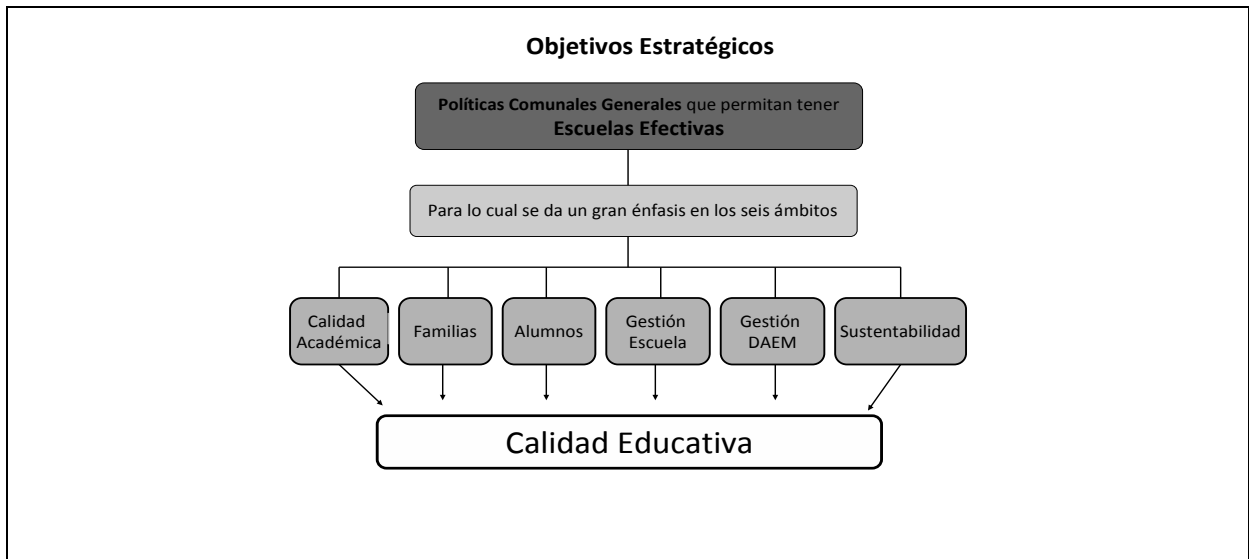 Objetivos Estratégicos
Políticas Comunales Generales que permitan tener
Escuelas Efectivas
Para lo cual se da un gran énfasis en los seis ámbitos
Calidad
Académica
Familias
Alumnos
Gestión
Escuela
Gestión
DAEM
Sustentabilidad
Calidad Educativa